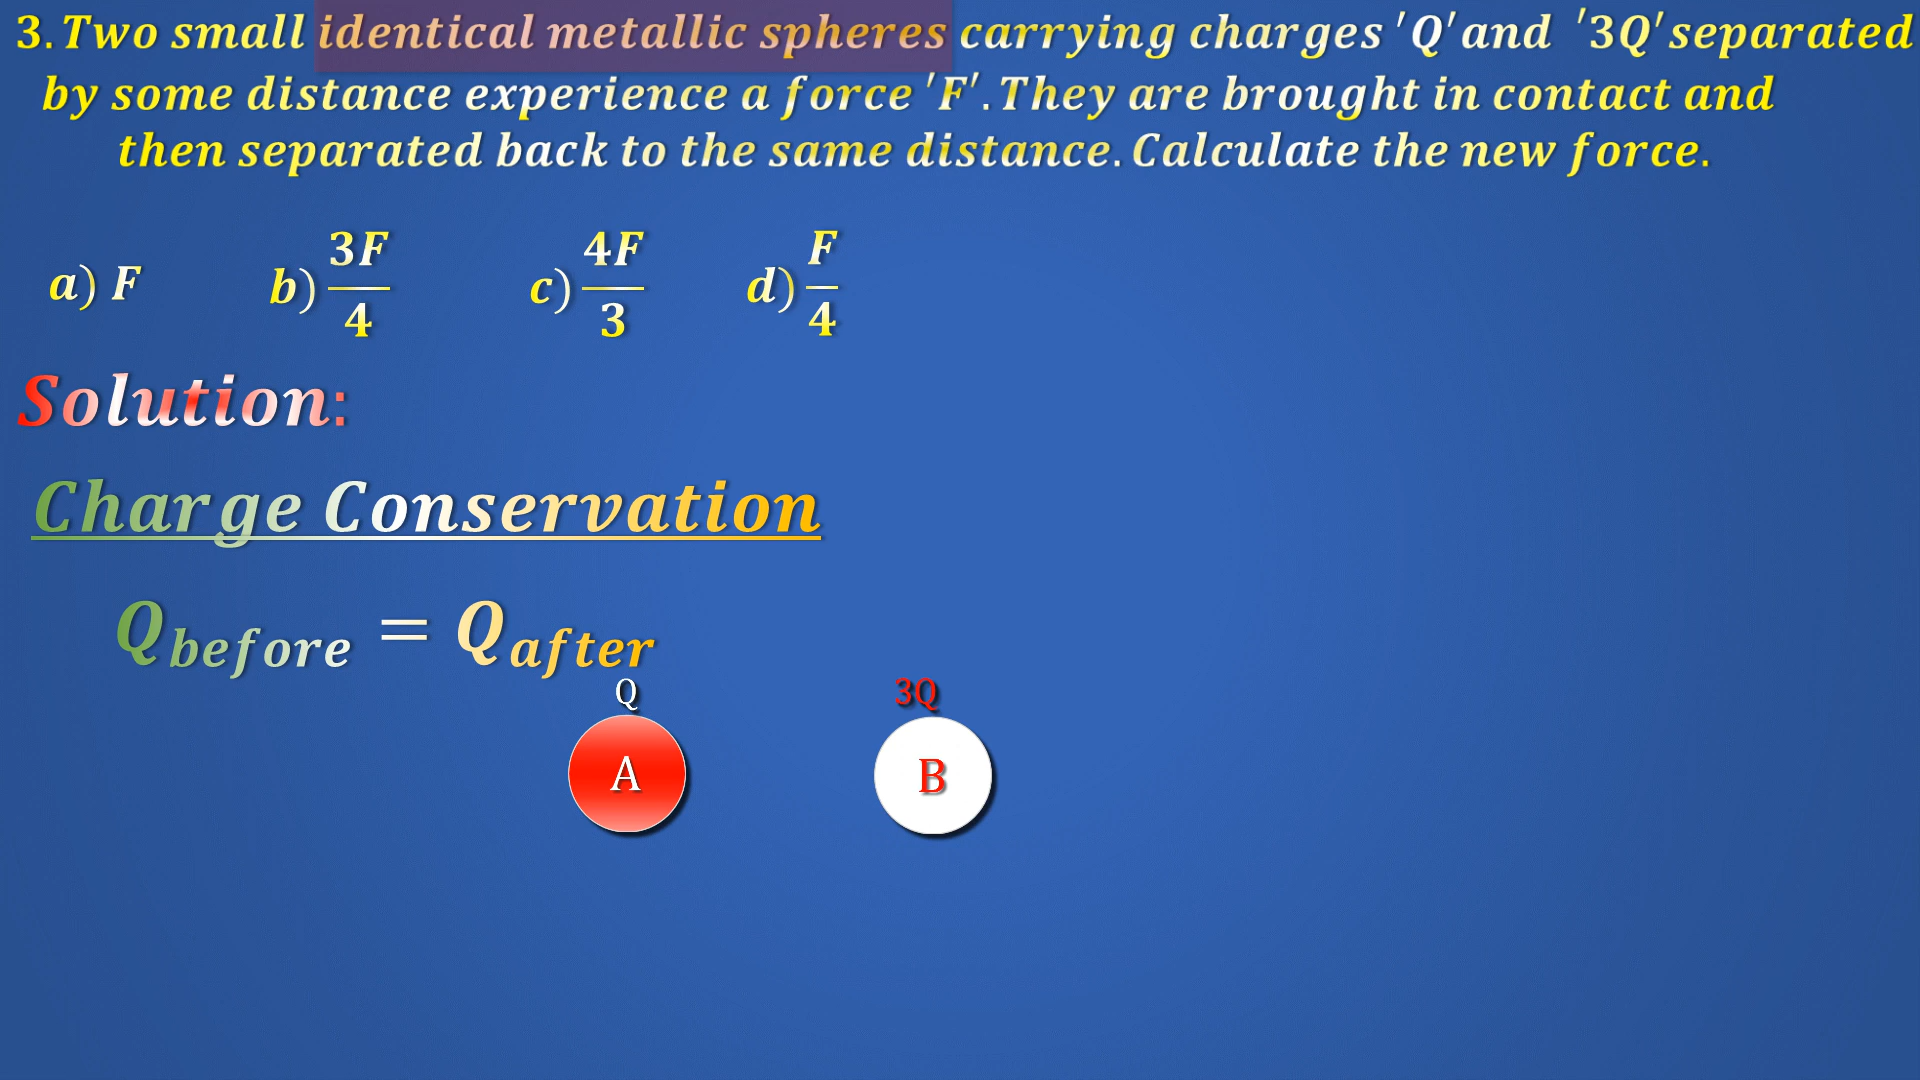 3. Two small identical metallic spheres carrying charges 'Q' and '3Q' separated
by some distance experience a force 'F'. They are brought in contact and
then separated back to the same distance. Calculate the new force.
a) F b) 3F/4 c) 4F/3 d) F/4
Solution:
Charge Conservation
Q_before = Q_after
Q 3Q
A B